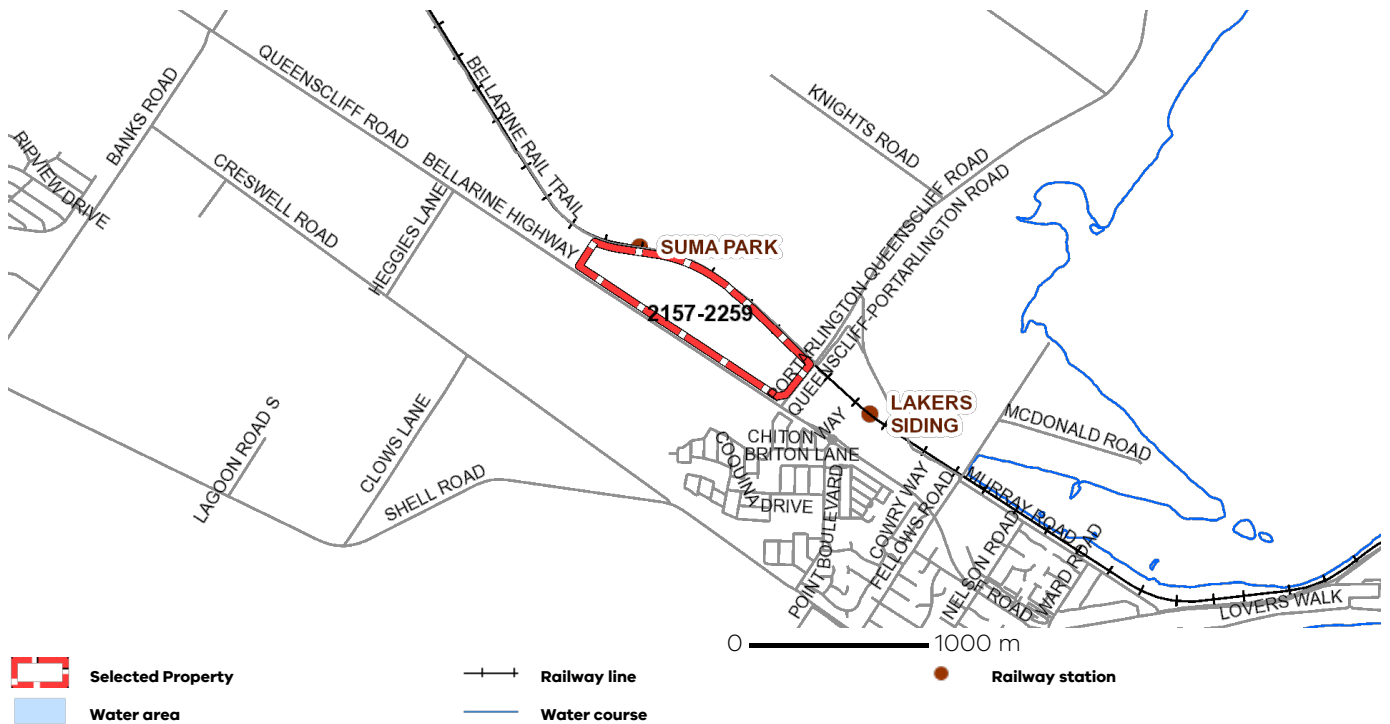 QUEENSCLIFF ROAD
BELLARINE RAIL TRAIL
BANKS ROAD
KNIGHTS ROAD
RIPVIEW DRIVE
CRESWELL ROAD
BELLARINE HIGHWAY
HEGGIES LANE
PORTARLINGTON QUEENSCLIFF ROAD
QUEENSCLIFF-PORTARLINGTON ROAD
SUMA PARK
2157-2259
LAKERS
SIDING
MCDONALD ROAD
LAGOON ROAD S
CLOWS LANE
SHELL ROAD
CHITON WAY
BRITON LANE
COQUINA
DRIVE
POINT BOULEVARD
COWRY WAY
FELLOWS ROAD
MURRAY ROAD
NELSON ROAD
WARD ROAD
FF ROAD
LOVERS WALK
0 1000 m
Selected Property
Railway line
Railway station
Water area
Water course